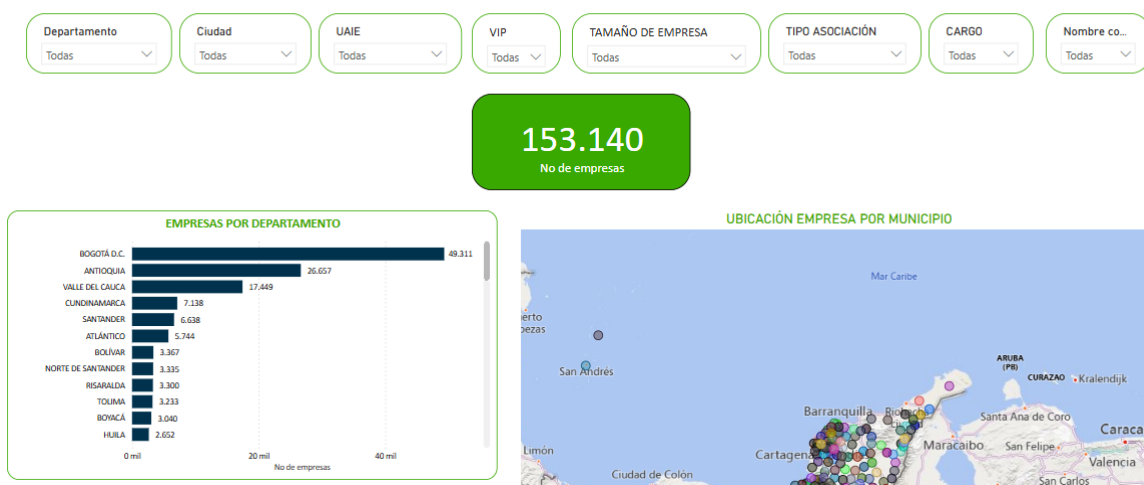 Departamento
Todas
Ciudad
Todas
UAIE
Todas
VIP
Todas
TAMAÑO DE EMPRESA
Todas
TIPO ASOCIACIÓN
Todas
CARGO
Todas
Nombre co...
Todas
153.140
No de empresas
EMPRESAS POR DEPARTAMENTO
BOGOTÁ D.C. 49.311
ANTIOQUIA 26.657
VALLE DEL CAUCA 17.449
CUNDINAMARCA 7.138
SANTANDER 6.638
ATLÁNTICO 5.744
BOLÍVAR 3.367
NORTE DE SANTANDER 3.335
RISARALDA 3.300
TOLIMA 3.233
BOYACÁ 3.040
HUILA 2.652
0 mil 20 mil 40 mil
No de empresas
UBICACIÓN EMPRESA POR MUNICIPIO
Mar Caribe
San Andrés
ARUBA
(PB)
CURAZAO
Kralendijk
Barranquilla
Santa Ana de Coro
Caraca
Cartagena
Maracaibo
San Felipe
Valencia
Limón
Ciudad de Colón
San Carlos